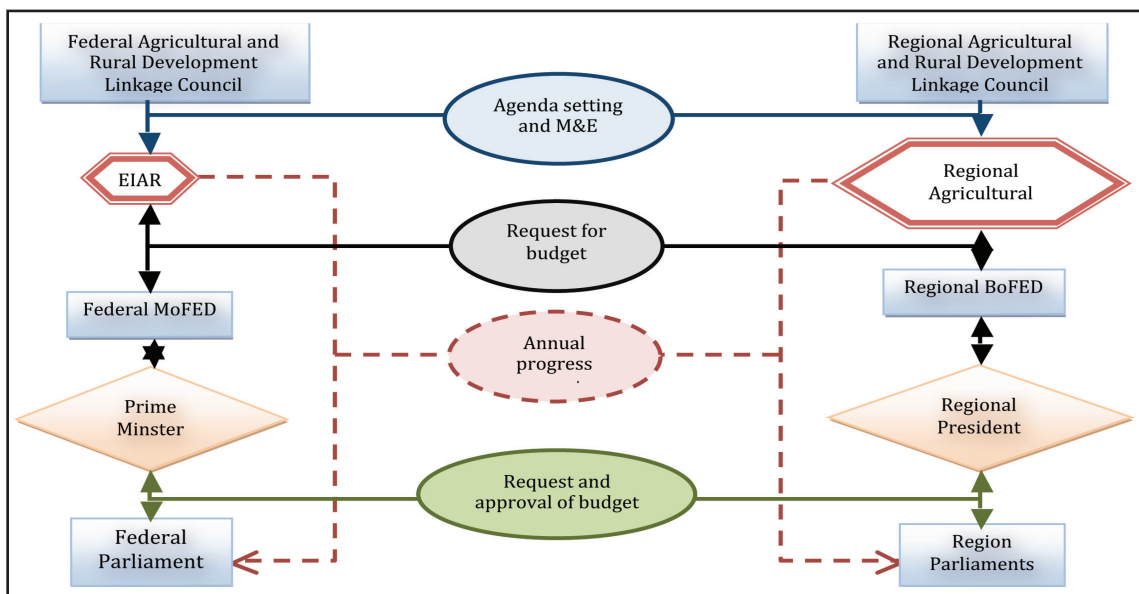 Federal Agricultural and
Rural Development
Linkage Council
Regional Agricultural
and Rural Development
Linkage Council
Agenda setting
and M&E
EIAR
Regional
Agricultural
Request for
budget
Federal MoFED
Regional BoFED
Annual
progress
.
Prime
Minster
Regional
President
Request and
approval of budget
Federal
Parliament
Region
Parliaments